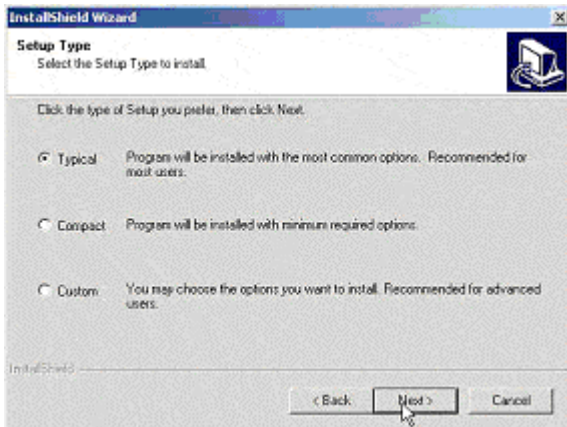 InstallShield Wizard
Setup Type
Select the Setup Type to install.
Click the type of Setup you prefer, then click Next.
Typical Program will be installed with the most common options. Recommended for
most users.
Compact Program will be installed with minimum required options.
Custom You may choose the options you want to install. Recommended for advanced
users.
InstallShield
< Back Next > Cancel